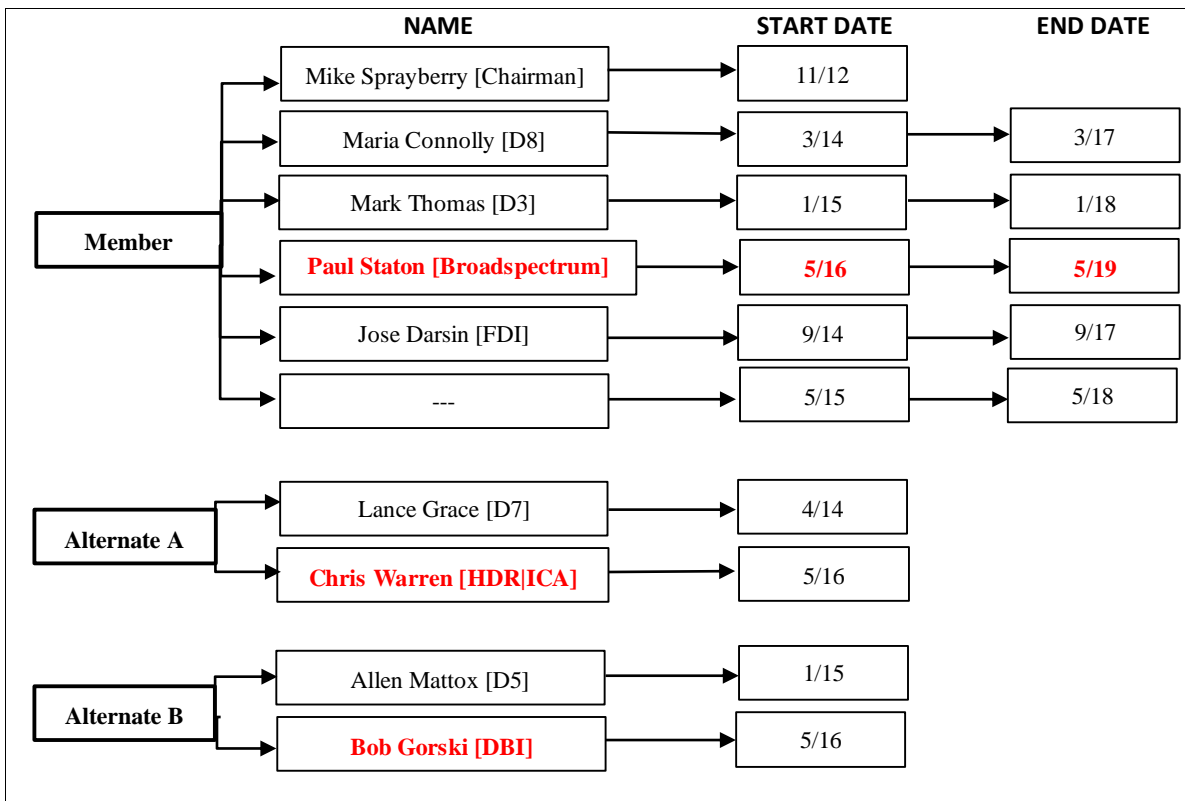 NAME START DATE END DATE
Mike Sprayberry [Chairman] 11/12
Maria Connolly [D8] 3/14 3/17
Mark Thomas [D3] 1/15 1/18
Member
Paul Staton [Broadspectrum] 5/16 5/19
Jose Darsin [FDI] 9/14 9/17
--- 5/15 5/18
Lance Grace [D7] 4/14
Alternate A
Chris Warren [HDR|ICA] 5/16
Allen Mattox [D5] 1/15
Alternate B
Bob Gorski [DBI] 5/16